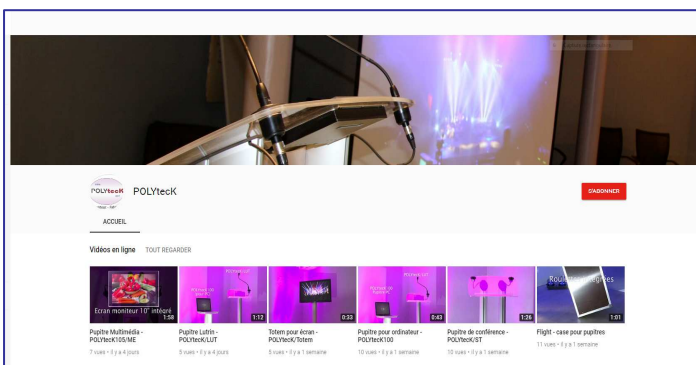 POLYtecK
POLYtecK
S'ABONNER
ACCUEIL
Vidéos en ligne TOUT REGARDER
Ecran moniteur 10" intégré
1:58
1:12
0:33
0:43
1:26
1:01
Pupitre Multimédia -
POLYtecK105/ME
7 vues • il y a 4 jours
Pupitre Lutrin -
POLYtecK/LUT
5 vues • il y a 4 jours
Totem pour écran -
POLYtecK/Totem
5 vues • il y a 1 semaine
Pupitre pour ordinateur -
POLYtecK100
10 vues • il y a 1 semaine
Pupitre de conférence -
POLYtecK/ST
10 vues • il y a 1 semaine
Flight - case pour pupitres
11 vues • il y a 1 semaine